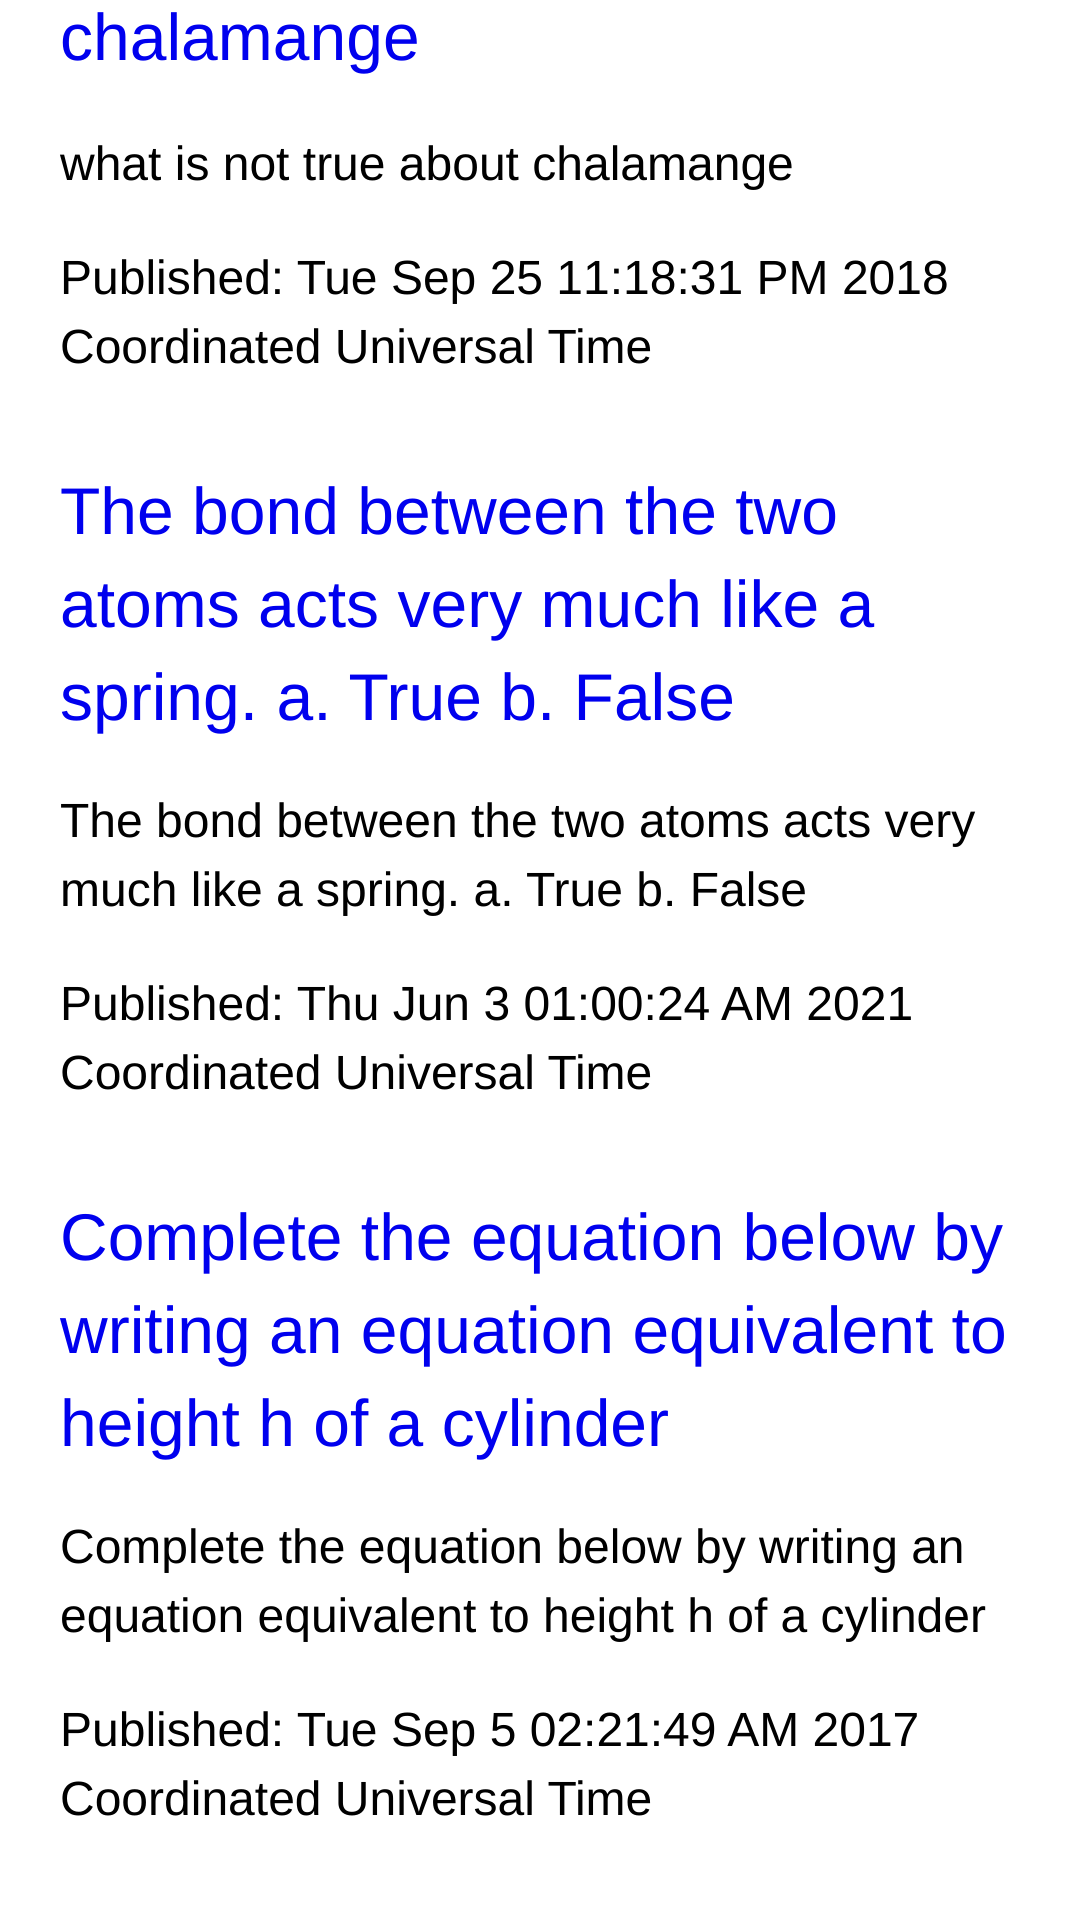 chalamange
what is not true about chalamange
Published: Tue Sep 25 11:18:31 PM 2018
Coordinated Universal Time
The bond between the two
atoms acts very much like a
spring. a. True b. False
The bond between the two atoms acts very
much like a spring. a. True b. False
Published: Thu Jun 3 01:00:24 AM 2021
Coordinated Universal Time
Complete the equation below by
writing an equation equivalent to
height h of a cylinder
Complete the equation below by writing an
equation equivalent to height h of a cylinder
Published: Tue Sep 5 02:21:49 AM 2017
Coordinated Universal Time